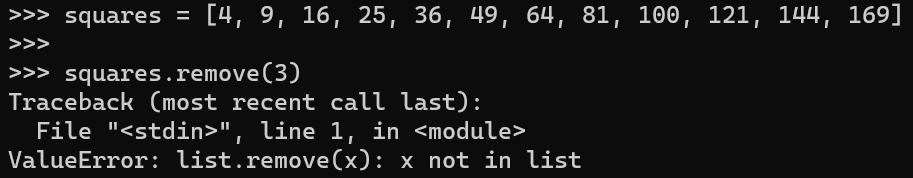 >>> squares = [4, 9, 16, 25, 36, 49, 64, 81, 100, 121, 144, 169]
>>>
>>> squares.remove(3)
Traceback (most recent call last):
  File "<stdin>", line 1, in <module>
ValueError: list.remove(x): x not in list